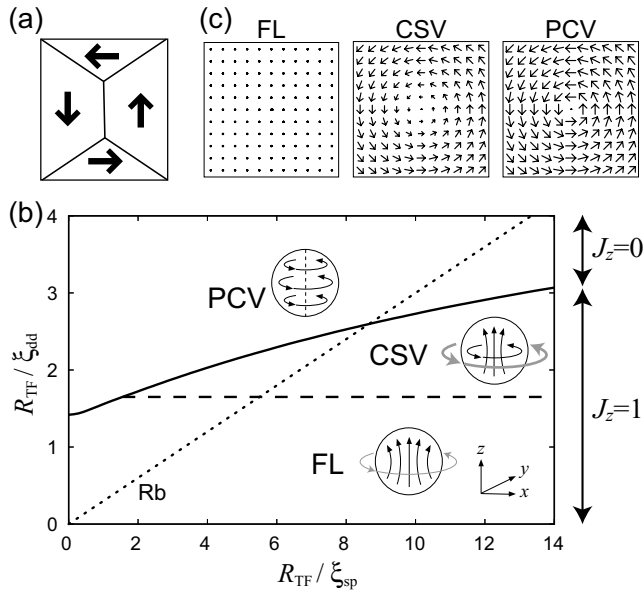 (a)
(c)
FL CSV PCV
(b)
4
3
2
1
0
R_TF / ξ_dd
PCV
CSV
FL
Rb
z
y
x
J_z=0
J_z=1
0 2 4 6 8 10 12 14
R_TF / ξ_sp